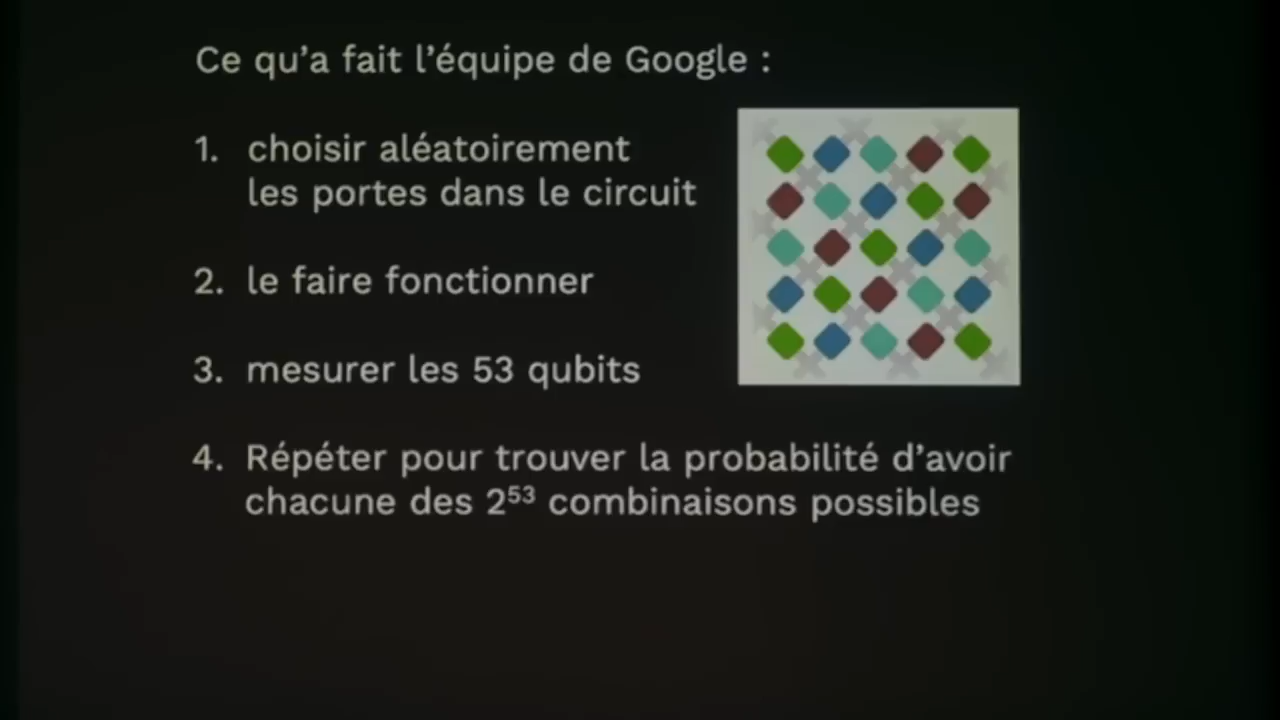 Ce qu’a fait l’équipe de Google :
1. choisir aléatoirement
les portes dans le circuit
2. le faire fonctionner
3. mesurer les 53 qubits
4. Répéter pour trouver la probabilité d’avoir
chacune des 2⁵³ combinaisons possibles